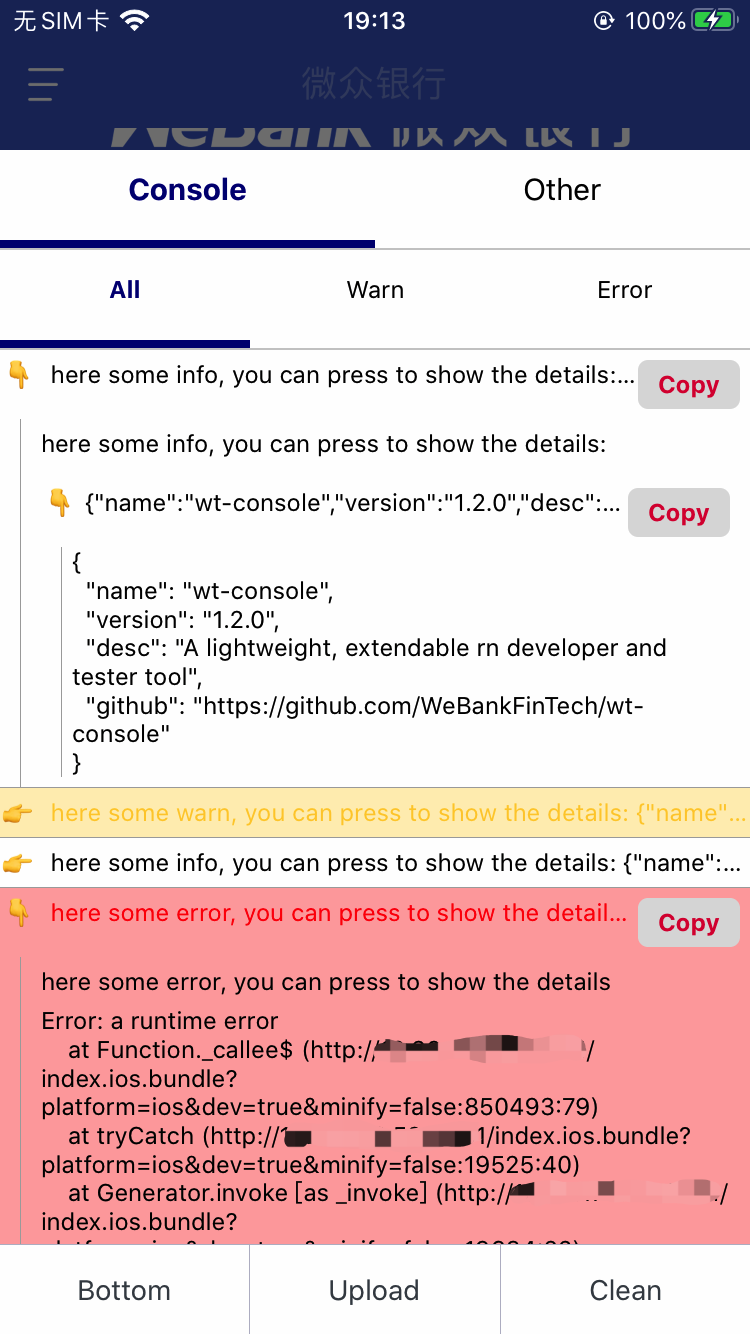 无SIM卡 19:13 100%
微众银行
WeBank 微众银行
Console Other
All Warn Error
👇 here some info, you can press to show the details:... Copy
here some info, you can press to show the details:
👇 {"name":"wt-console","version":"1.2.0","desc":... Copy
{
"name": "wt-console",
"version": "1.2.0",
"desc": "A lightweight, extendable rn developer and
tester tool",
"github": "https://github.com/WeBankFinTech/wt-
console"
}
👉 here some warn, you can press to show the details: {"name"...
👉 here some info, you can press to show the details: {"name":...
👇 here some error, you can press to show the detail... Copy
here some error, you can press to show the details
Error: a runtime error
at Function._callee$ (http://
/
index.ios.bundle?
platform=ios&dev=true&minify=false:850493:79)
at tryCatch (http://
1/index.ios.bundle?
platform=ios&dev=true&minify=false:19525:40)
at Generator.invoke [as _invoke] (http://
/
index.ios.bundle?
Bottom Upload Clean